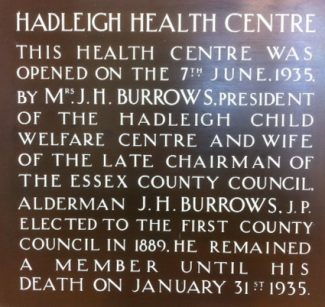 HADLEIGH HEALTH CENTRE
THIS HEALTH CENTRE WAS
OPENED ON THE 7TH JUNE, 1935,
BY MRS J. H. BURROWS, PRESIDENT
OF THE HADLEIGH CHILD
WELFARE CENTRE AND WIFE
OF THE LATE CHAIRMAN OF
THE ESSEX COUNTY COUNCIL,
ALDERMAN J. H. BURROWS, J.P.
ELECTED TO THE FIRST COUNTY
COUNCIL IN 1889, HE REMAINED
A MEMBER UNTIL HIS
DEATH ON JANUARY 31ST 1935.